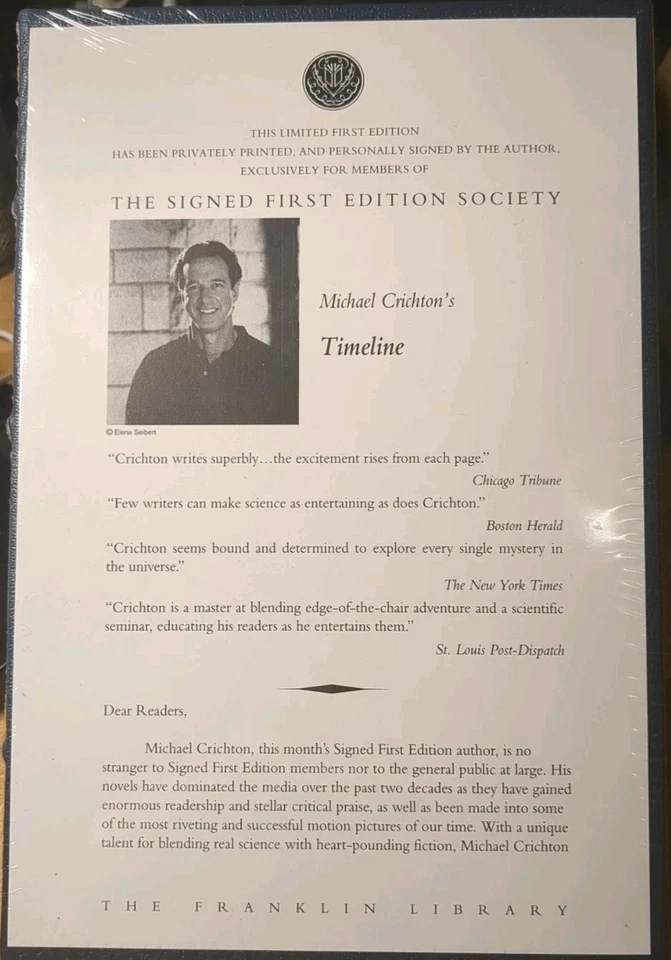 THIS LIMITED FIRST EDITION
HAS BEEN PRIVATELY PRINTED, AND PERSONALLY SIGNED BY THE AUTHOR,
EXCLUSIVELY FOR MEMBERS OF
THE SIGNED FIRST EDITION SOCIETY
Michael Crichton's
Timeline
© Elena Seibert
“Crichton writes superbly…the excitement rises from each page.”
Chicago Tribune
“Few writers can make science as entertaining as does Crichton.”
Boston Herald
“Crichton seems bound and determined to explore every single mystery in
the universe.”
The New York Times
“Crichton is a master at blending edge-of-the-chair adventure and a scientific
seminar, educating his readers as he entertains them.”
St. Louis Post-Dispatch
Dear Readers,
Michael Crichton, this month's Signed First Edition author, is no
stranger to Signed First Edition members nor to the general public at large. His
novels have dominated the media over the past two decades as they have gained
enormous readership and stellar critical praise, as well as been made into some
of the most riveting and successful motion pictures of our time. With a unique
talent for blending real science with heart-pounding fiction, Michael Crichton
THE FRANKLIN LIBRARY